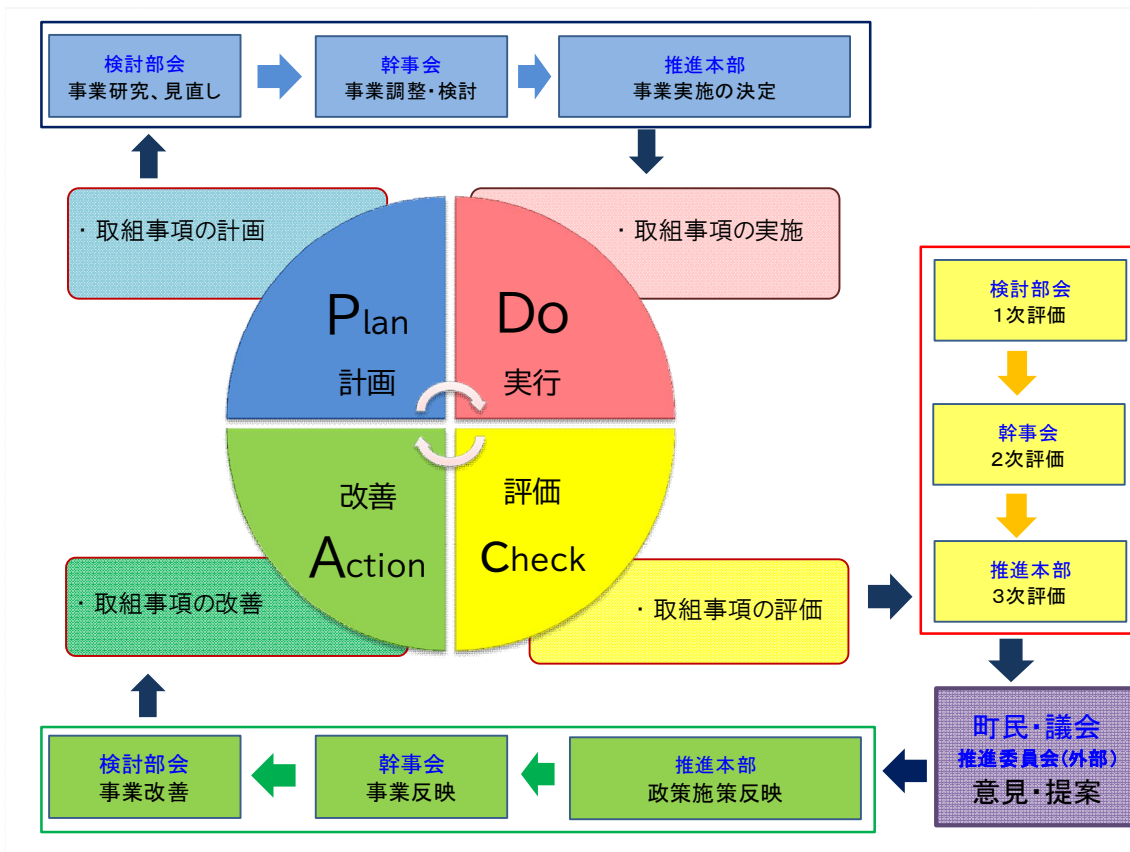 検討部会
事業研究、見直し
幹事会
事業調整・検討
推進本部
事業実施の決定
・取組事項の計画
・取組事項の実施
Plan
計画
Do
実行
検討部会
1次評価
幹事会
2次評価
推進本部
3次評価
改善
Action
評価
Check
・取組事項の改善
・取組事項の評価
検討部会
事業改善
幹事会
事業反映
推進本部
政策施策反映
町民・議会
推進委員会(外部)
意見・提案